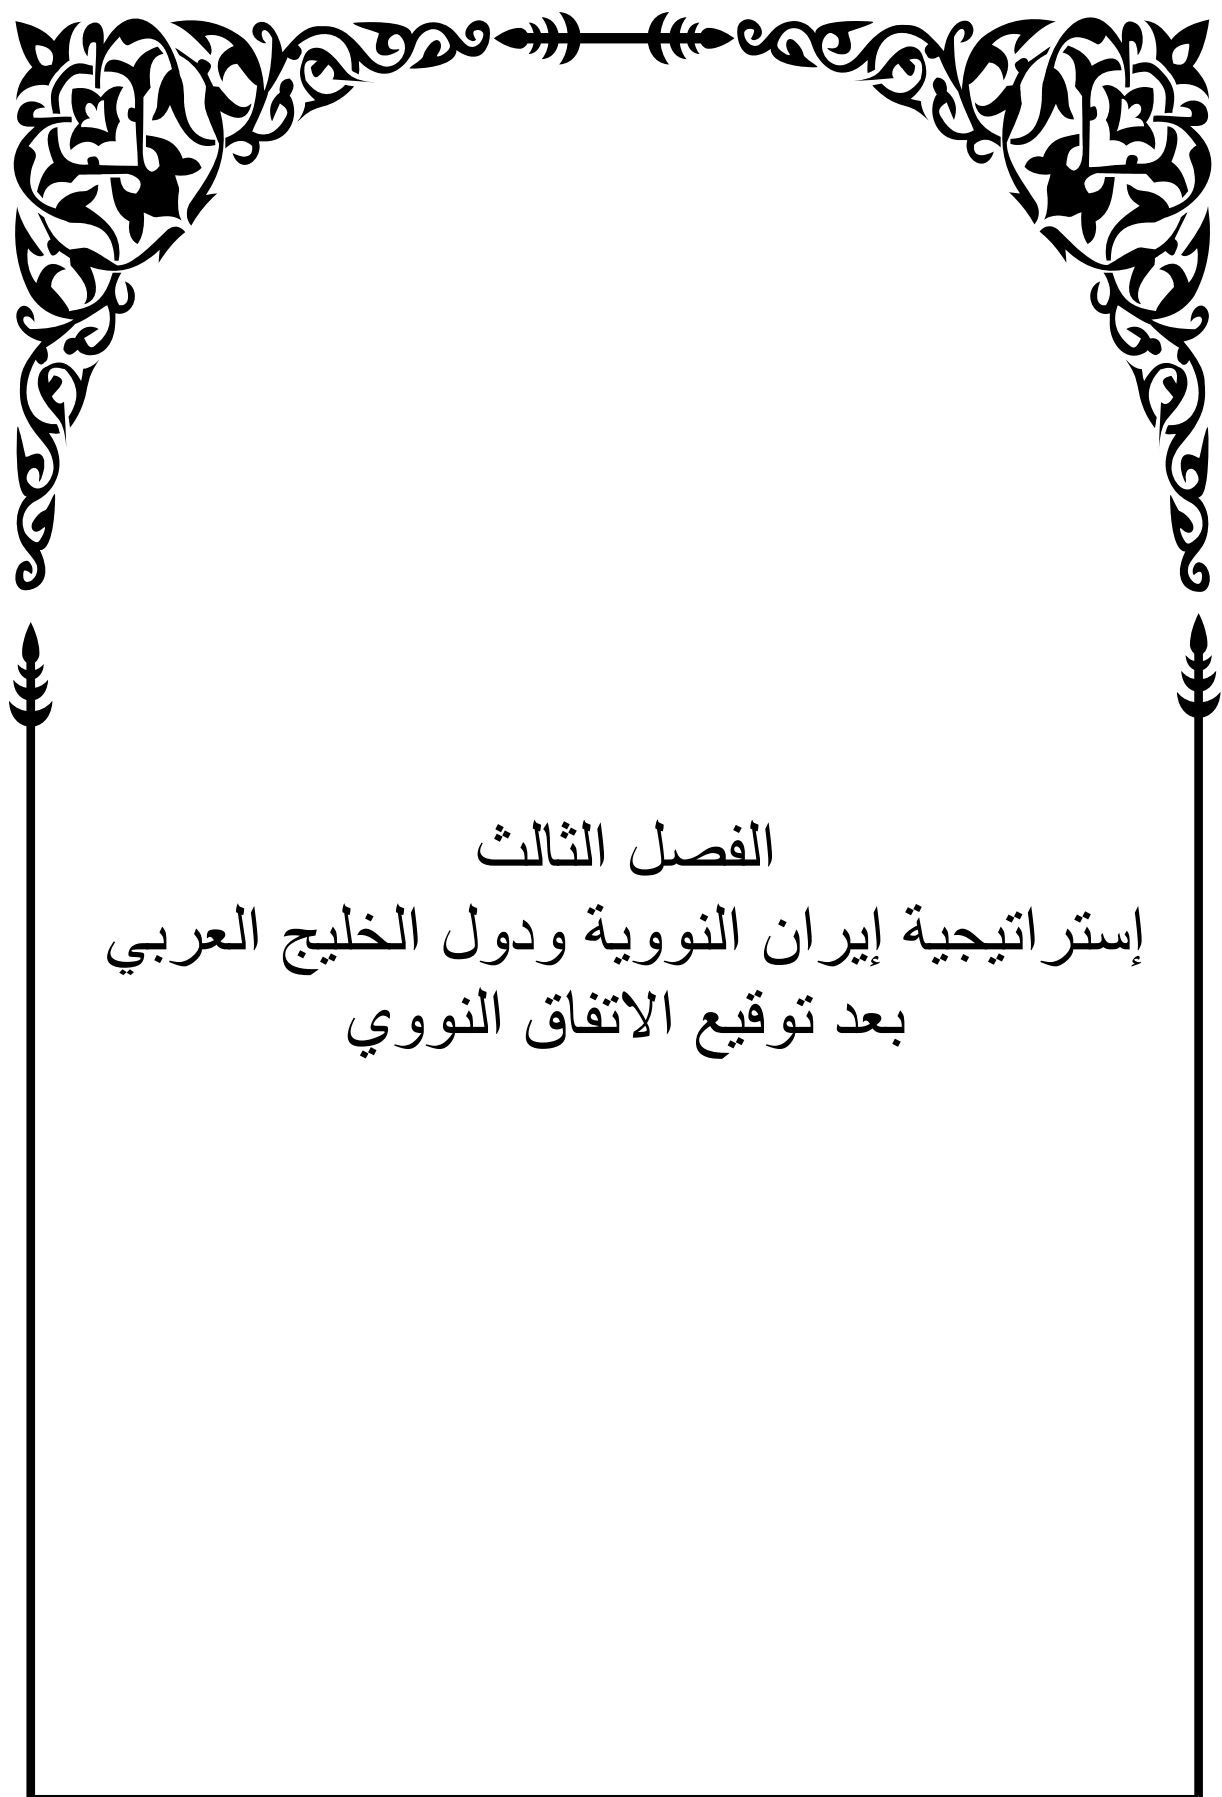 الفصل الثالث
إستراتيجية إيران النووية ودول الخليج العربي
بعد توقيع الاتفاق النووي